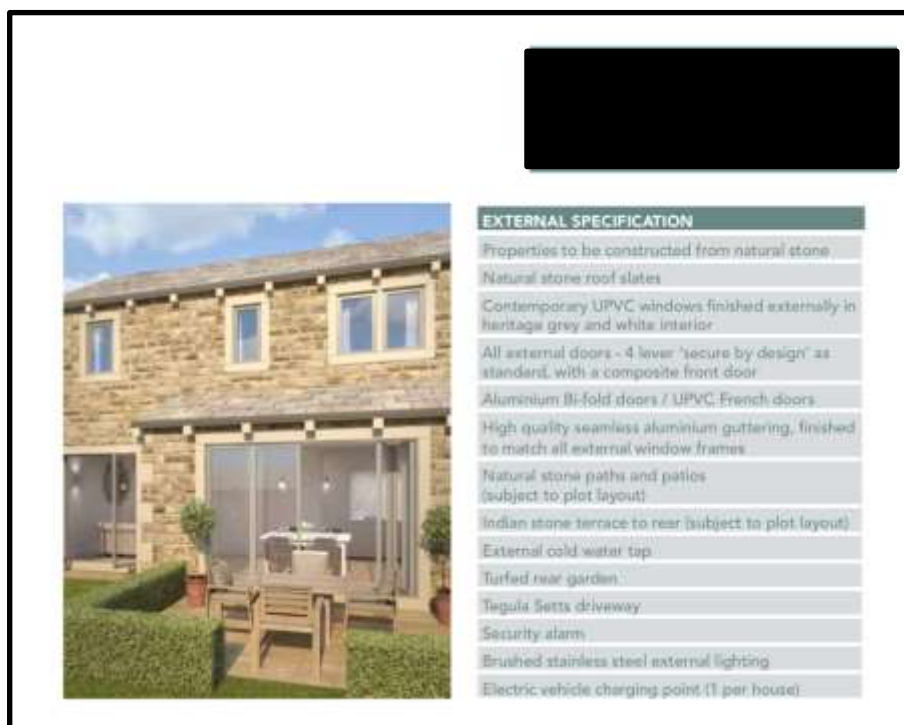 EXTERNAL SPECIFICATION
Properties to be constructed from natural stone
Natural stone roof slates
Contemporary UPVC windows finished externally in
heritage grey and white interior
All external doors - 4 lever 'secure by design' as
standard, with a composite front door
Aluminium Bi-fold doors / UPVC French doors
High quality seamless aluminium guttering, finished
to match all external window frames
Natural stone paths and patios
(subject to plot layout)
Indian stone terrace to rear (subject to plot layout)
External cold water tap
Turfed rear garden
Tegula Setts driveway
Security alarm
Brushed stainless steel external lighting
Electric vehicle charging point (1 per house)